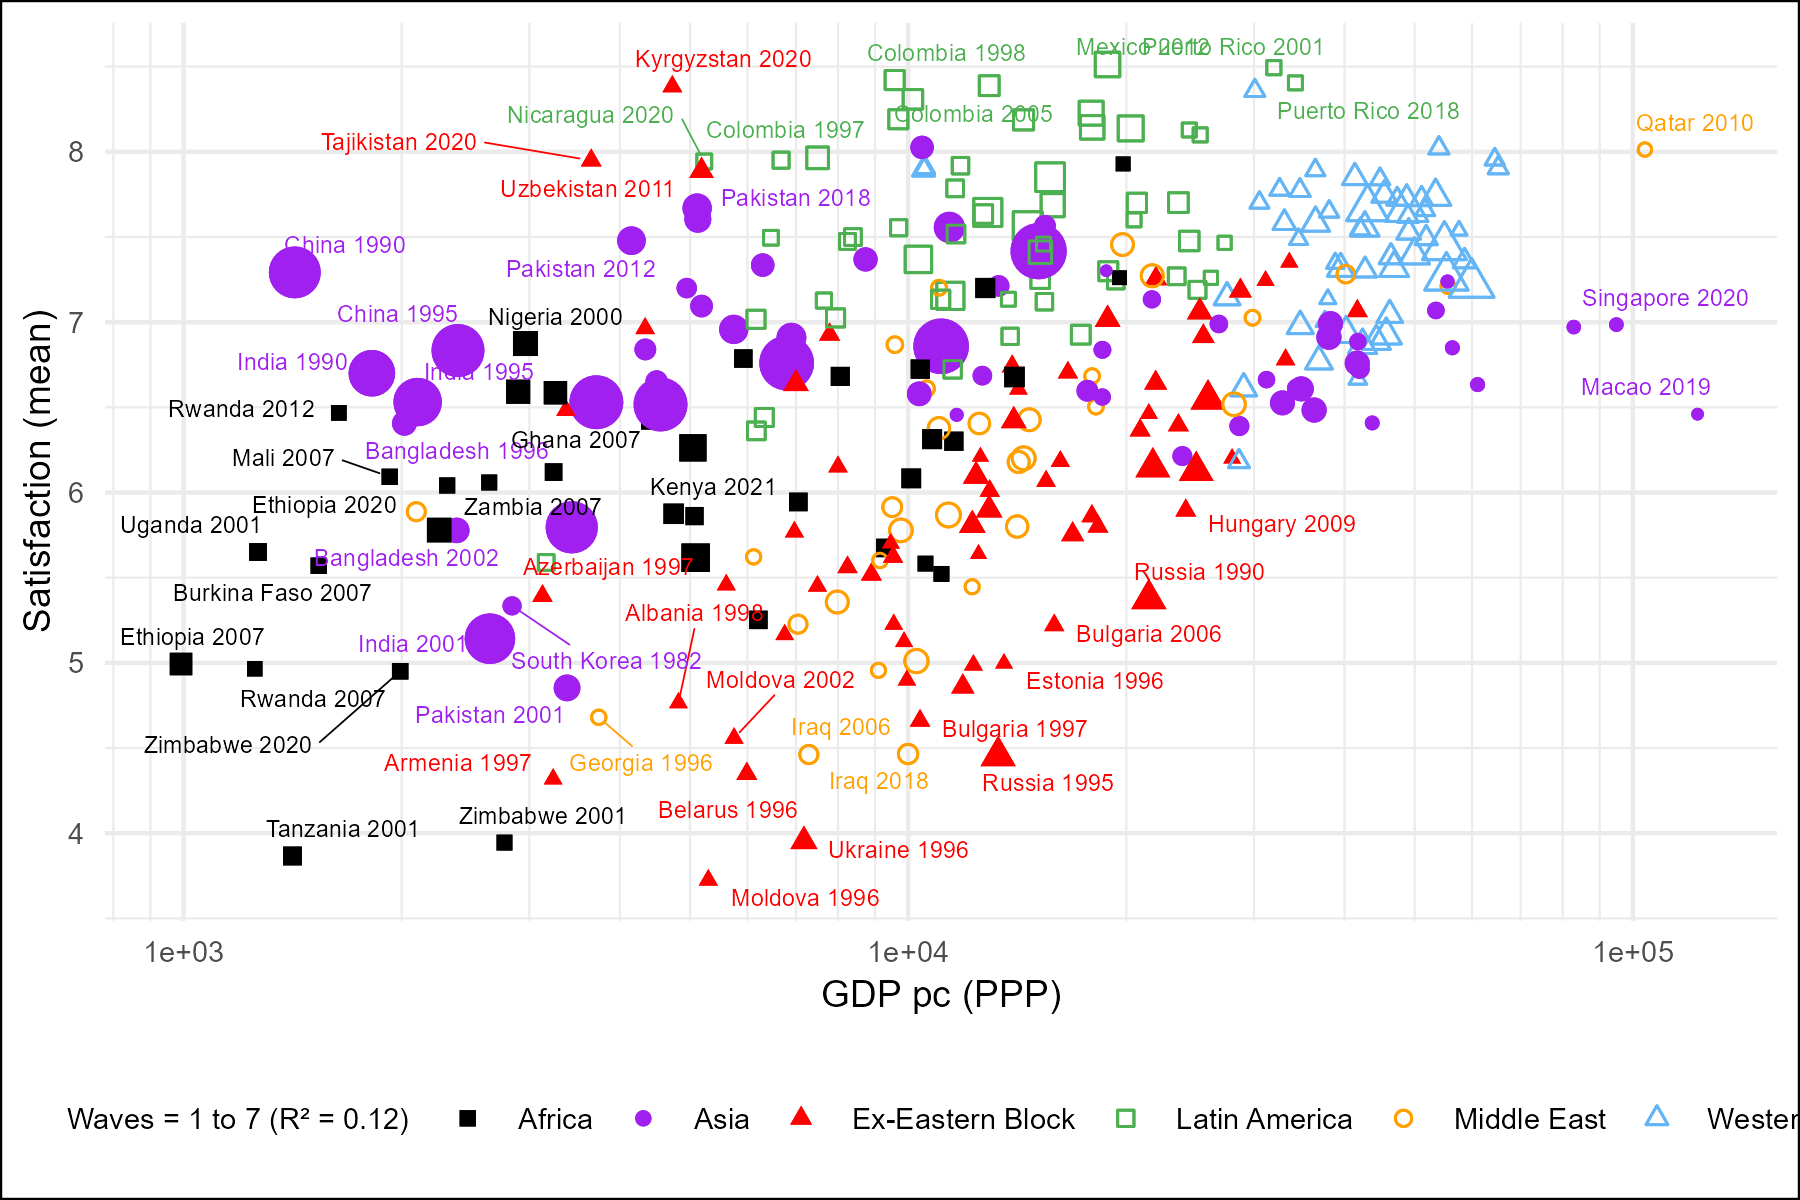 Kyrgyzstan 2020
Colombia 1998
Mexico 2012
Puerto Rico 2001
Nicaragua 2020
Colombia 2005
Puerto Rico 2018
Qatar 2010
Tajikistan 2020
Colombia 1997
Uzbekistan 2011
Pakistan 2018
China 1990
Pakistan 2012
China 1995
Nigeria 2000
Singapore 2020
India 1990
India 1995
Macao 2019
Rwanda 2012
Ghana 2007
Bangladesh 1996
Mali 2007
Kenya 2021
Ethiopia 2020
Zambia 2007
Uganda 2001
Hungary 2009
Bangladesh 2002
Azerbaijan 1997
Russia 1990
Burkina Faso 2007
Albania 1998
Ethiopia 2007
India 2001
Bulgaria 2006
South Korea 1982
Rwanda 2007
Moldova 2002
Estonia 1996
Pakistan 2001
Iraq 2006
Bulgaria 1997
Zimbabwe 2020
Armenia 1997
Georgia 1996
Iraq 2018
Russia 1995
Belarus 1996
Zimbabwe 2001
Tanzania 2001
Ukraine 1996
Moldova 1996
8
7
6
5
4
Satisfaction (mean)
1e+03 1e+04 1e+05
GDP pc (PPP)
Waves = 1 to 7 (R² = 0.12) Africa Asia Ex-Eastern Block Latin America Middle East Wester